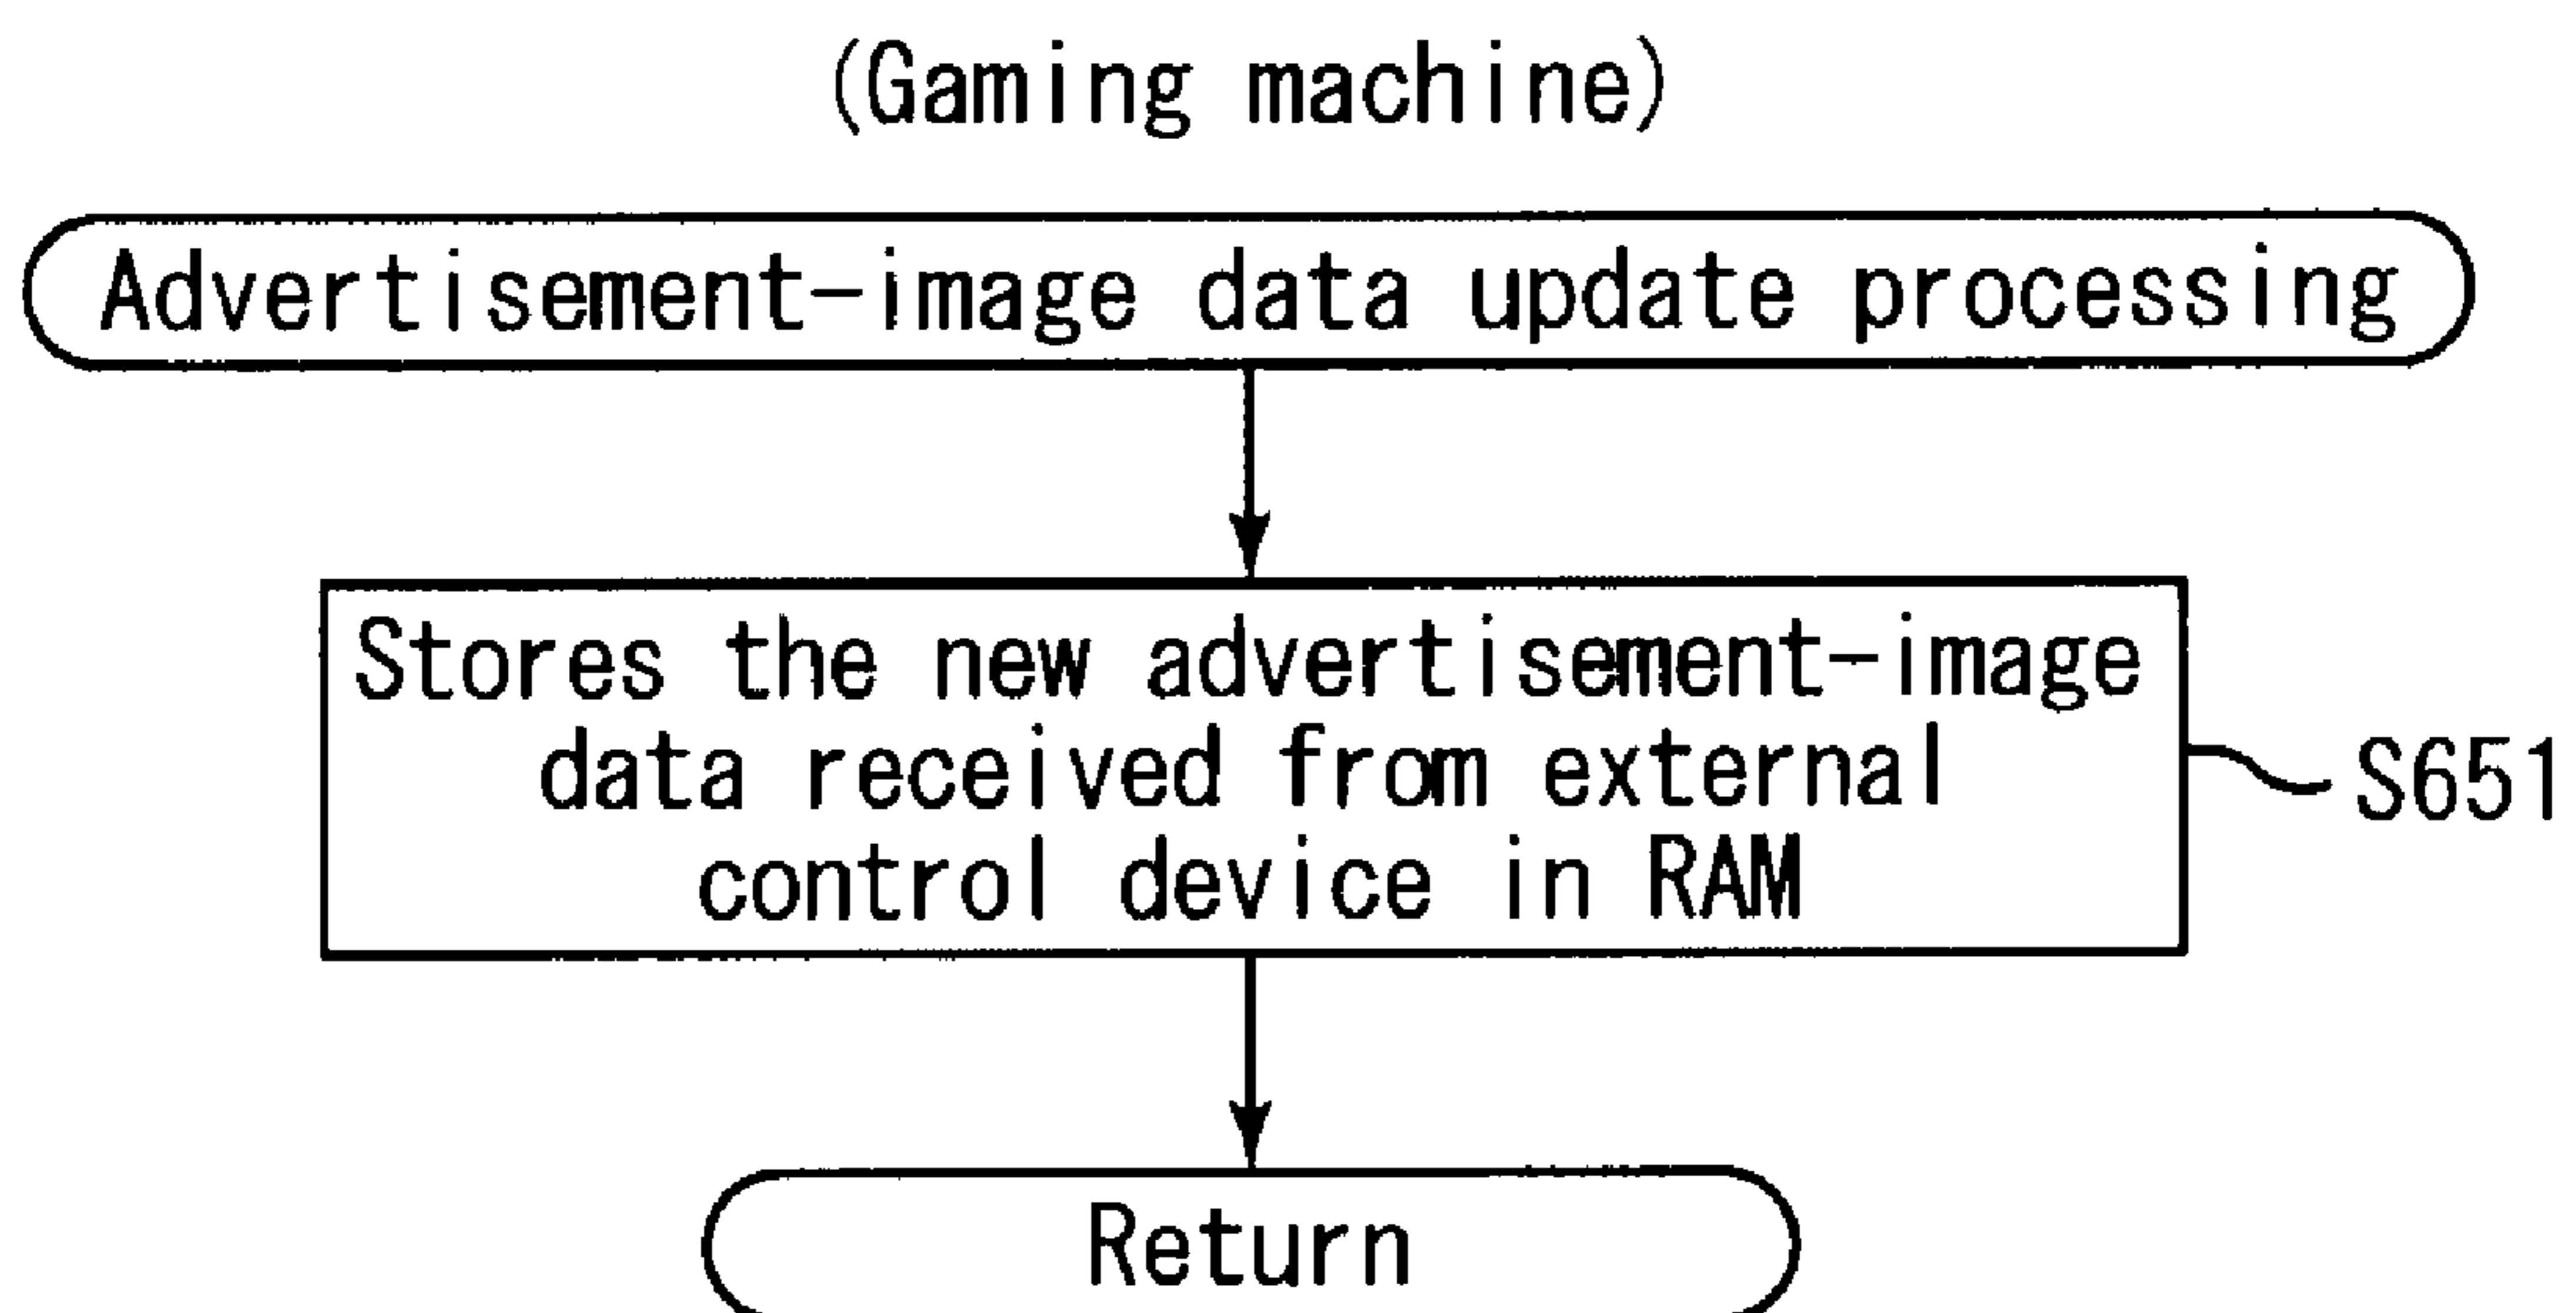 (Gaming machine)
Advertisement-image data update processing
Stores the new advertisement-image
data received from external
control device in RAM
S651
Return